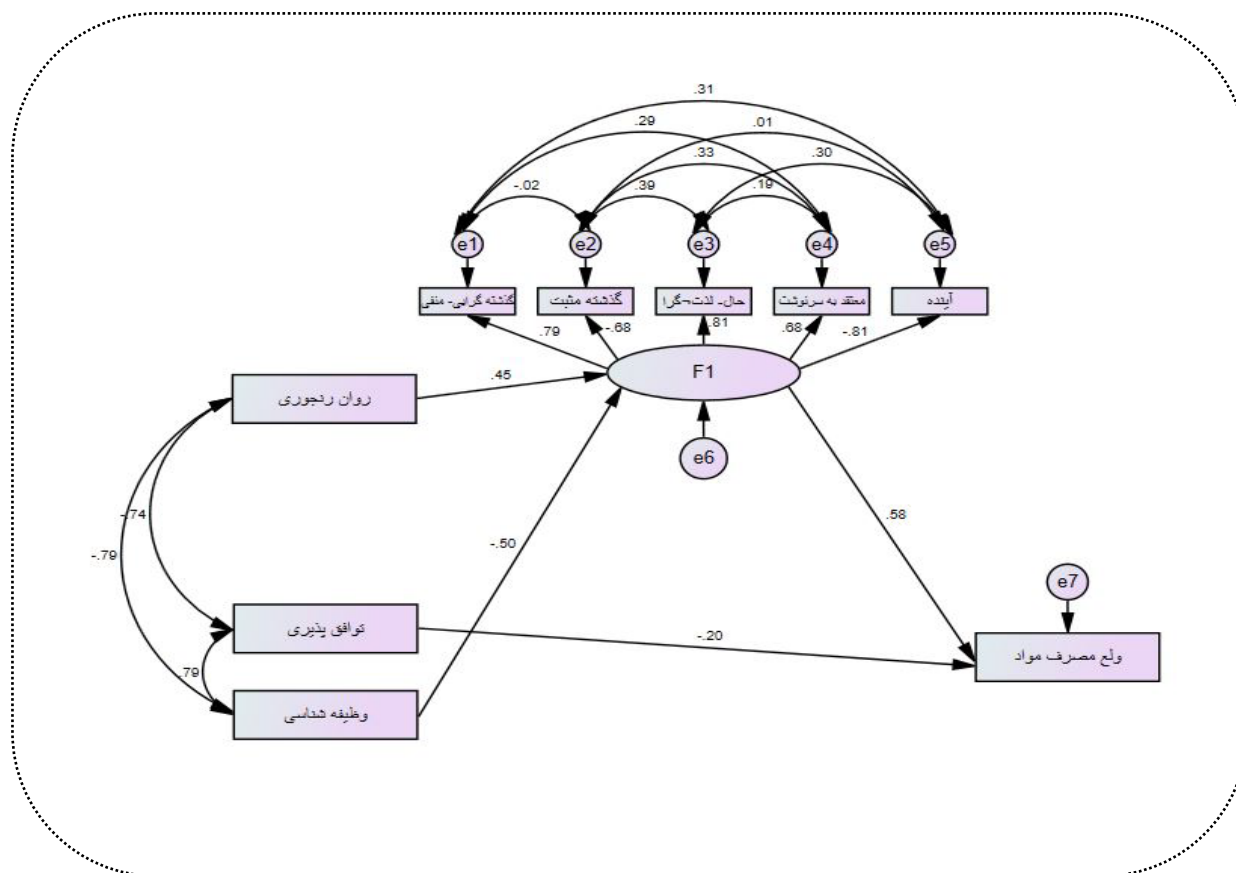 .31
.29
.01
.33
.30
-.02
.39
.19
e1
e2
e3
e4
e5
گذشته گرایی- منفی
گذشته مثبت
حال- لذت¬گرا
معتقد به سرنوشت
آینده
.79
-.68
.81
.68
-.81
F1
روان رنجوری
.45
e6
-.74
-.79
-.50
.58
e7
توافق پذیری
-.20
ولع مصرف مواد
.79
وظیفه شناسی